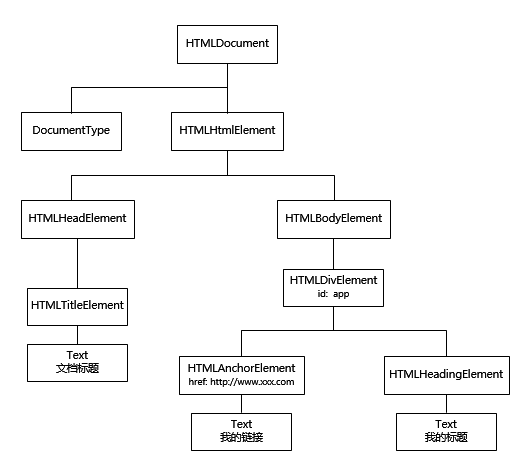 HTMLDocument
DocumentType
HTMLHtmlElement
HTMLHeadElement
HTMLBodyElement
HTMLDivElement
id: app
HTMLTitleElement
Text
文档标题
HTMLAnchorElement
href: http://www.xxx.com
HTMLHeadingElement
Text
我的链接
Text
我的标题